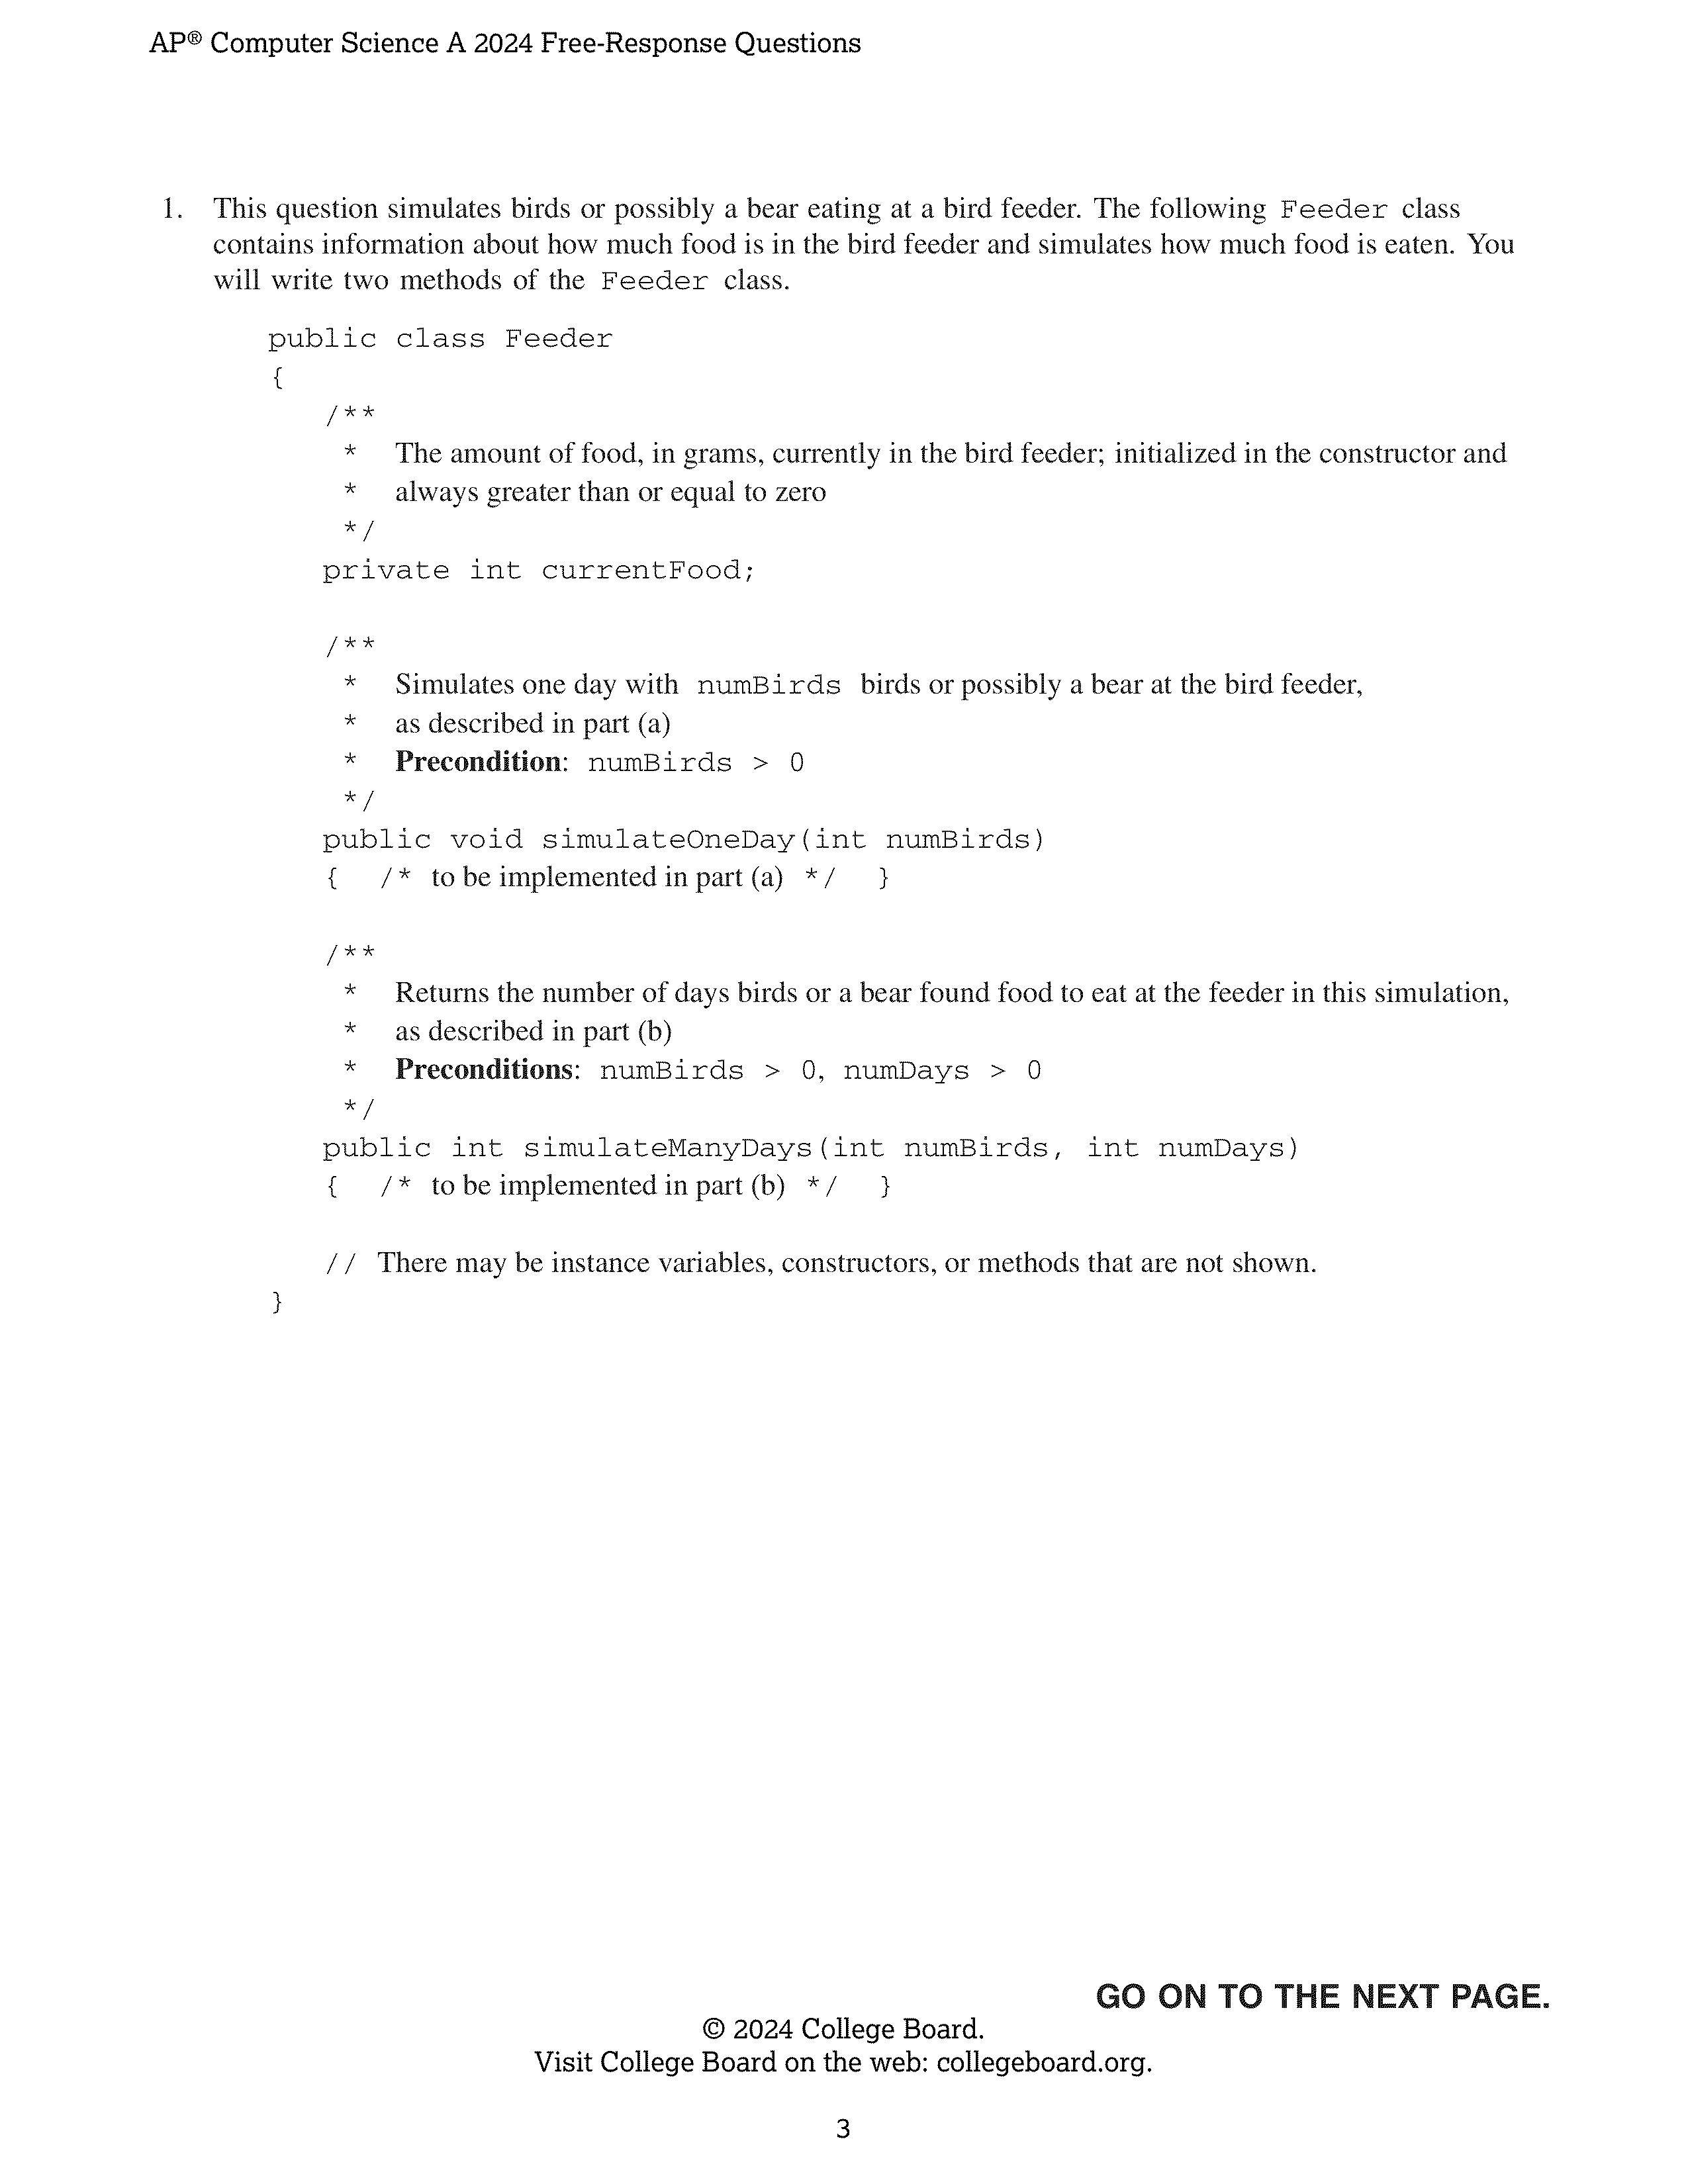 AP® Computer Science A 2024 Free-Response Questions
1. This question simulates birds or possibly a bear eating at a bird feeder. The following Feeder class
contains information about how much food is in the bird feeder and simulates how much food is eaten. You
will write two methods of the Feeder class.
public class Feeder
{
/**
* The amount of food, in grams, currently in the bird feeder; initialized in the constructor and
* always greater than or equal to zero
*/
private int currentFood;
/**
* Simulates one day with numBirds birds or possibly a bear at the bird feeder,
* as described in part (a)
* Precondition: numBirds > 0
*/
public void simulateOneDay(int numBirds)
{ /* to be implemented in part (a) */ }
/**
* Returns the number of days birds or a bear found food to eat at the feeder in this simulation,
* as described in part (b)
* Preconditions: numBirds > 0, numDays > 0
*/
public int simulateManyDays(int numBirds, int numDays)
{ /* to be implemented in part (b) */ }
// There may be instance variables, constructors, or methods that are not shown.
}
GO ON TO THE NEXT PAGE.
© 2024 College Board.
Visit College Board on the web: collegeboard.org.
3